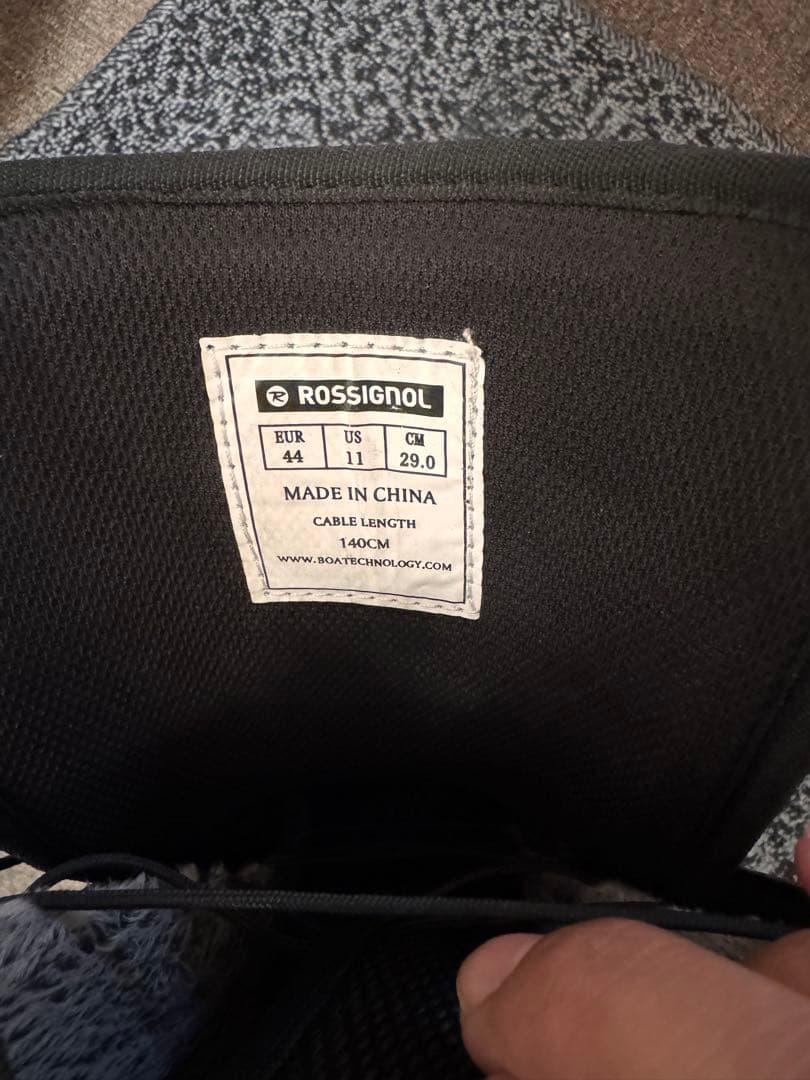 ROSSIGNOL
EUR US CM
44 11 29.0
MADE IN CHINA
CABLE LENGTH
140CM
WWW.BOATECHNOLOGY.COM